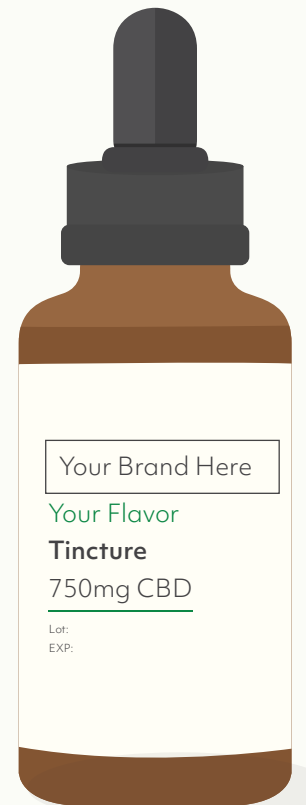 Your Brand Here
Your Flavor
Tincture
750mg CBD
Lot:
EXP: